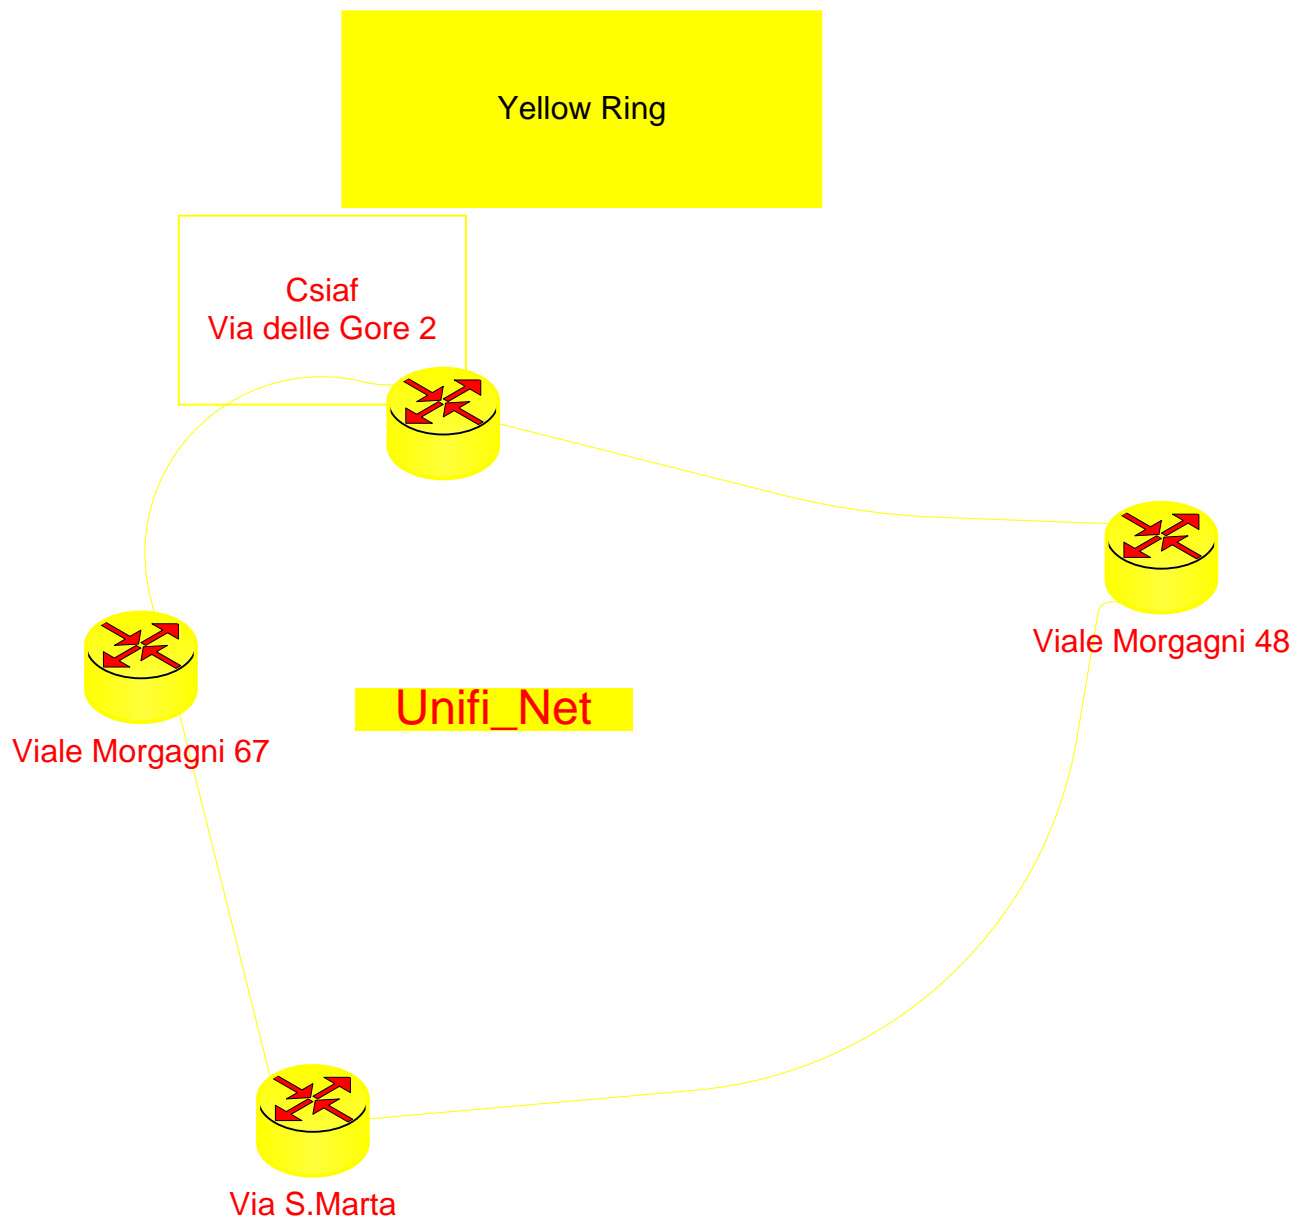 Yellow Ring
Csiaf
Via delle Gore 2
Viale Morgagni 48
Unifi_Net
Viale Morgagni 67
Via S.Marta